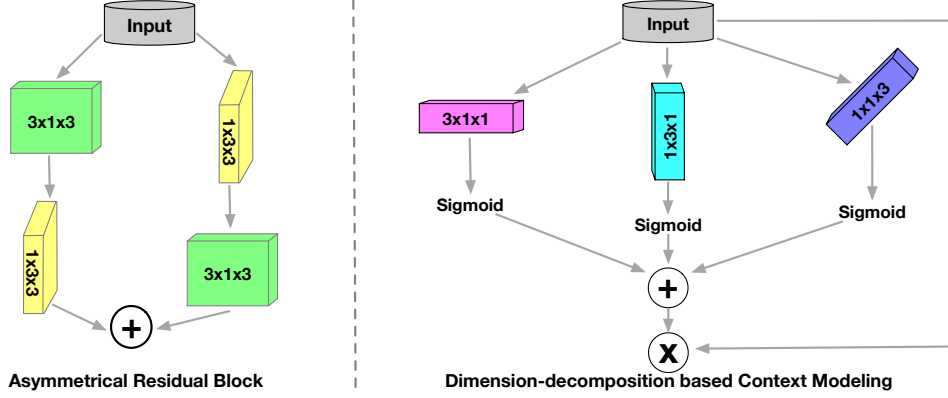 Input
3x1x3
1x3x3
1x3x3
3x1x3
+
Asymmetrical Residual Block
Input
3x1x1
1x3x1
1x1x3
Sigmoid
Sigmoid
Sigmoid
+
X
Dimension-decomposition based Context Modeling